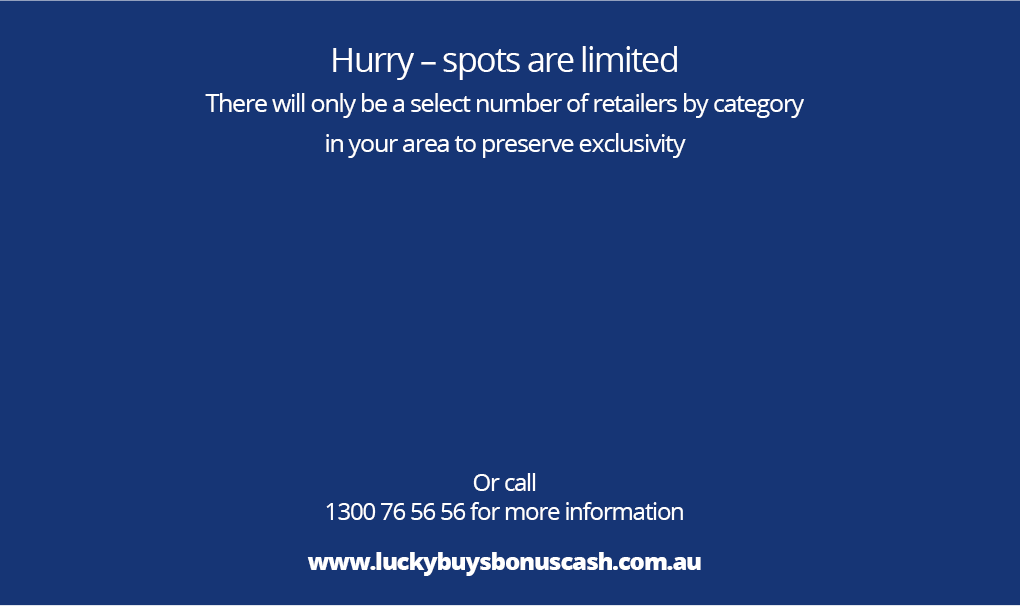 Hurry – spots are limited
There will only be a select number of retailers by category
in your area to preserve exclusivity
Or call
1300 76 56 56 for more information
www.luckybuysbonuscash.com.au